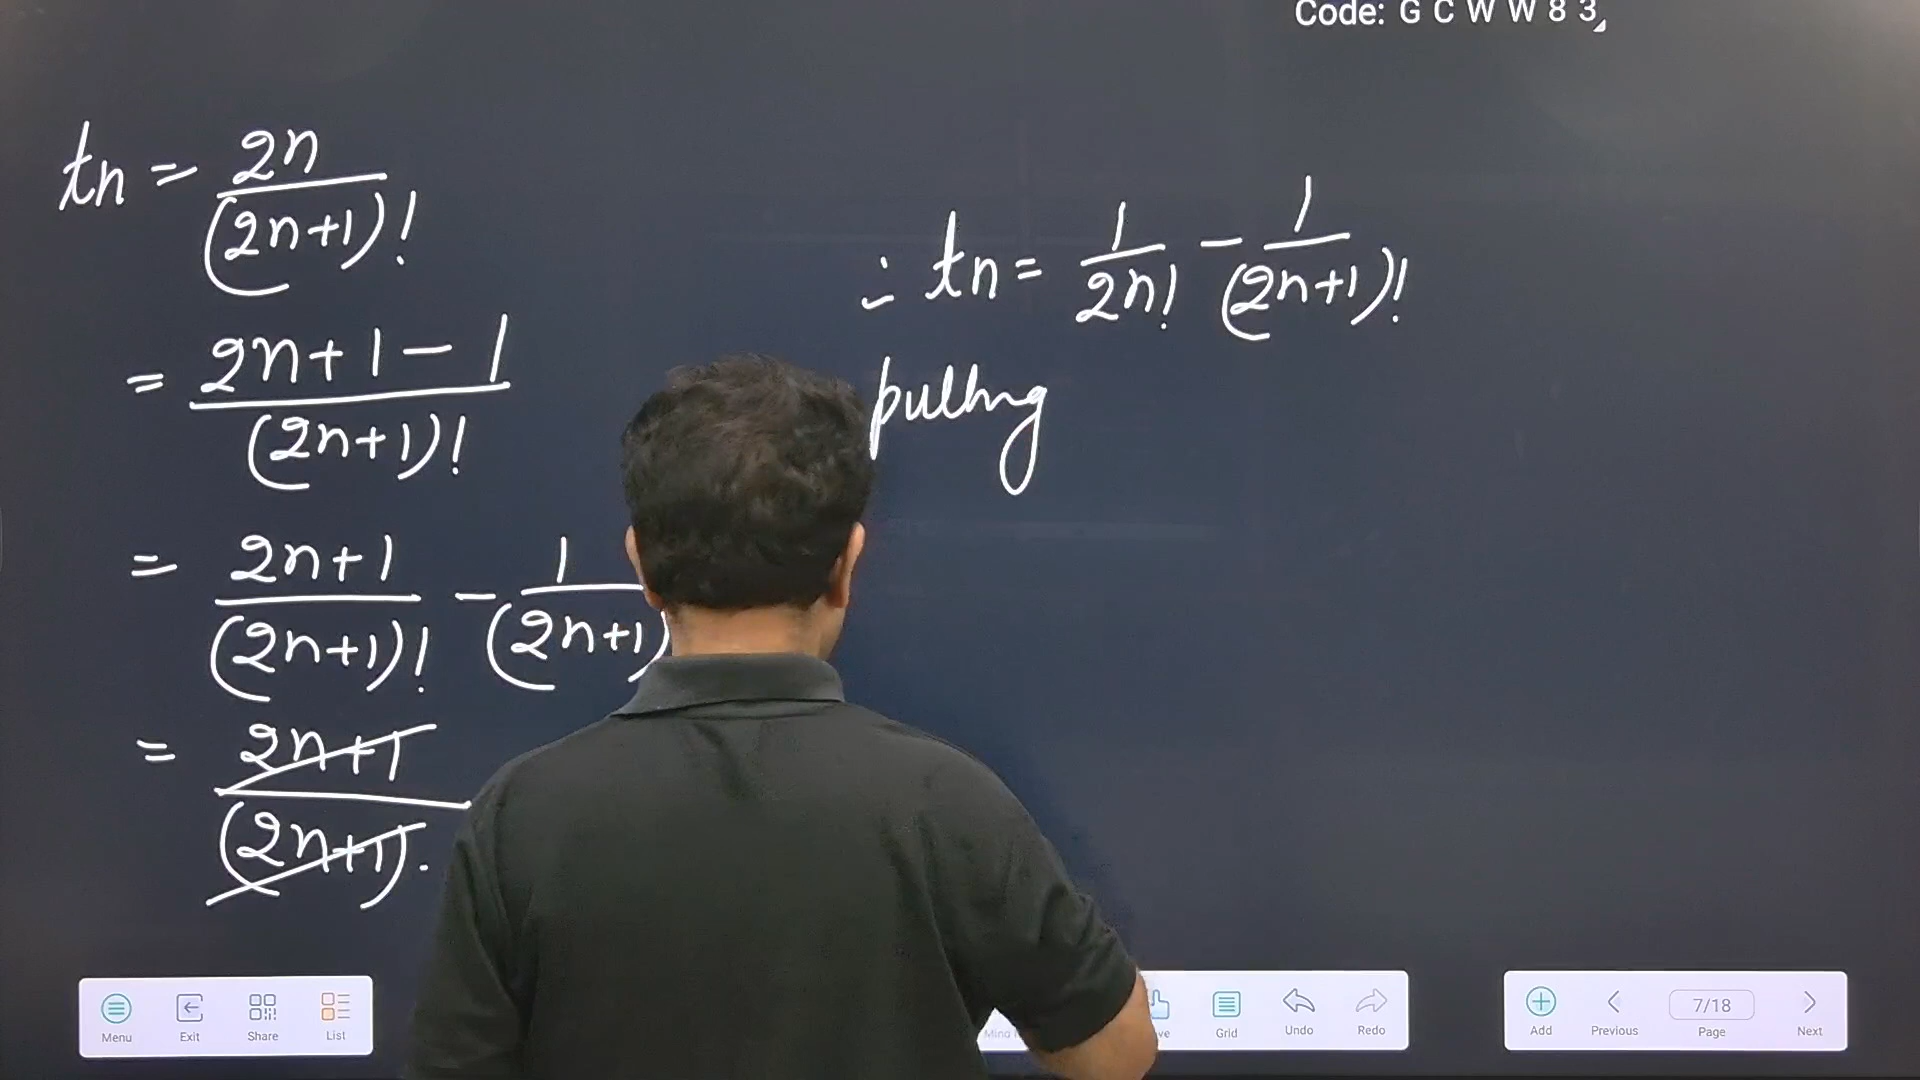 Code: G C W W 8 3
tn = 2n / (2n+1)!
= 2n+1-1 / (2n+1)!
= 2n+1 / (2n+1)! - 1 / (2n+1)
= 2n+1 / (2n+1).
∴ tn = 1 / 2n! - 1 / (2n+1)!
putting
Menu
Exit
Share
List
Grid
Undo
Redo
Add
Previous
7/18
Page
Next